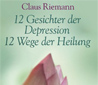 Claus Riemann
12 Gesichter der
Depression
12 Wege der Heilung